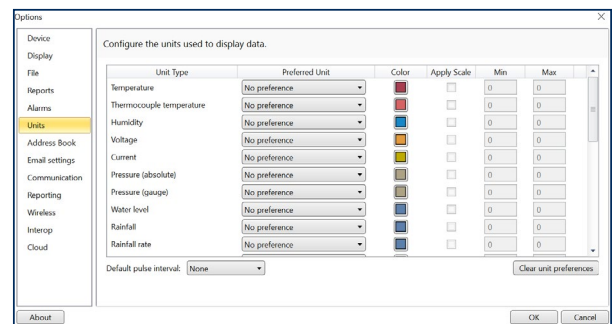 Options
Device
Display
File
Reports
Alarms
Units
Address Book
Email settings
Communication
Reporting
Wireless
Interop
Cloud
About
Configure the units used to display data.
Unit Type Preferred Unit Color Apply Scale Min Max
Temperature No preference 0 0
Thermocouple temperature No preference 0 0
Humidity No preference 0 0
Voltage No preference 0 0
Current No preference 0 0
Pressure (absolute) No preference 0 0
Pressure (gauge) No preference 0 0
Water level No preference 0 0
Rainfall No preference 0 0
Rainfall rate No preference 0 0
Default pulse interval: None Clear unit preferences
OK Cancel